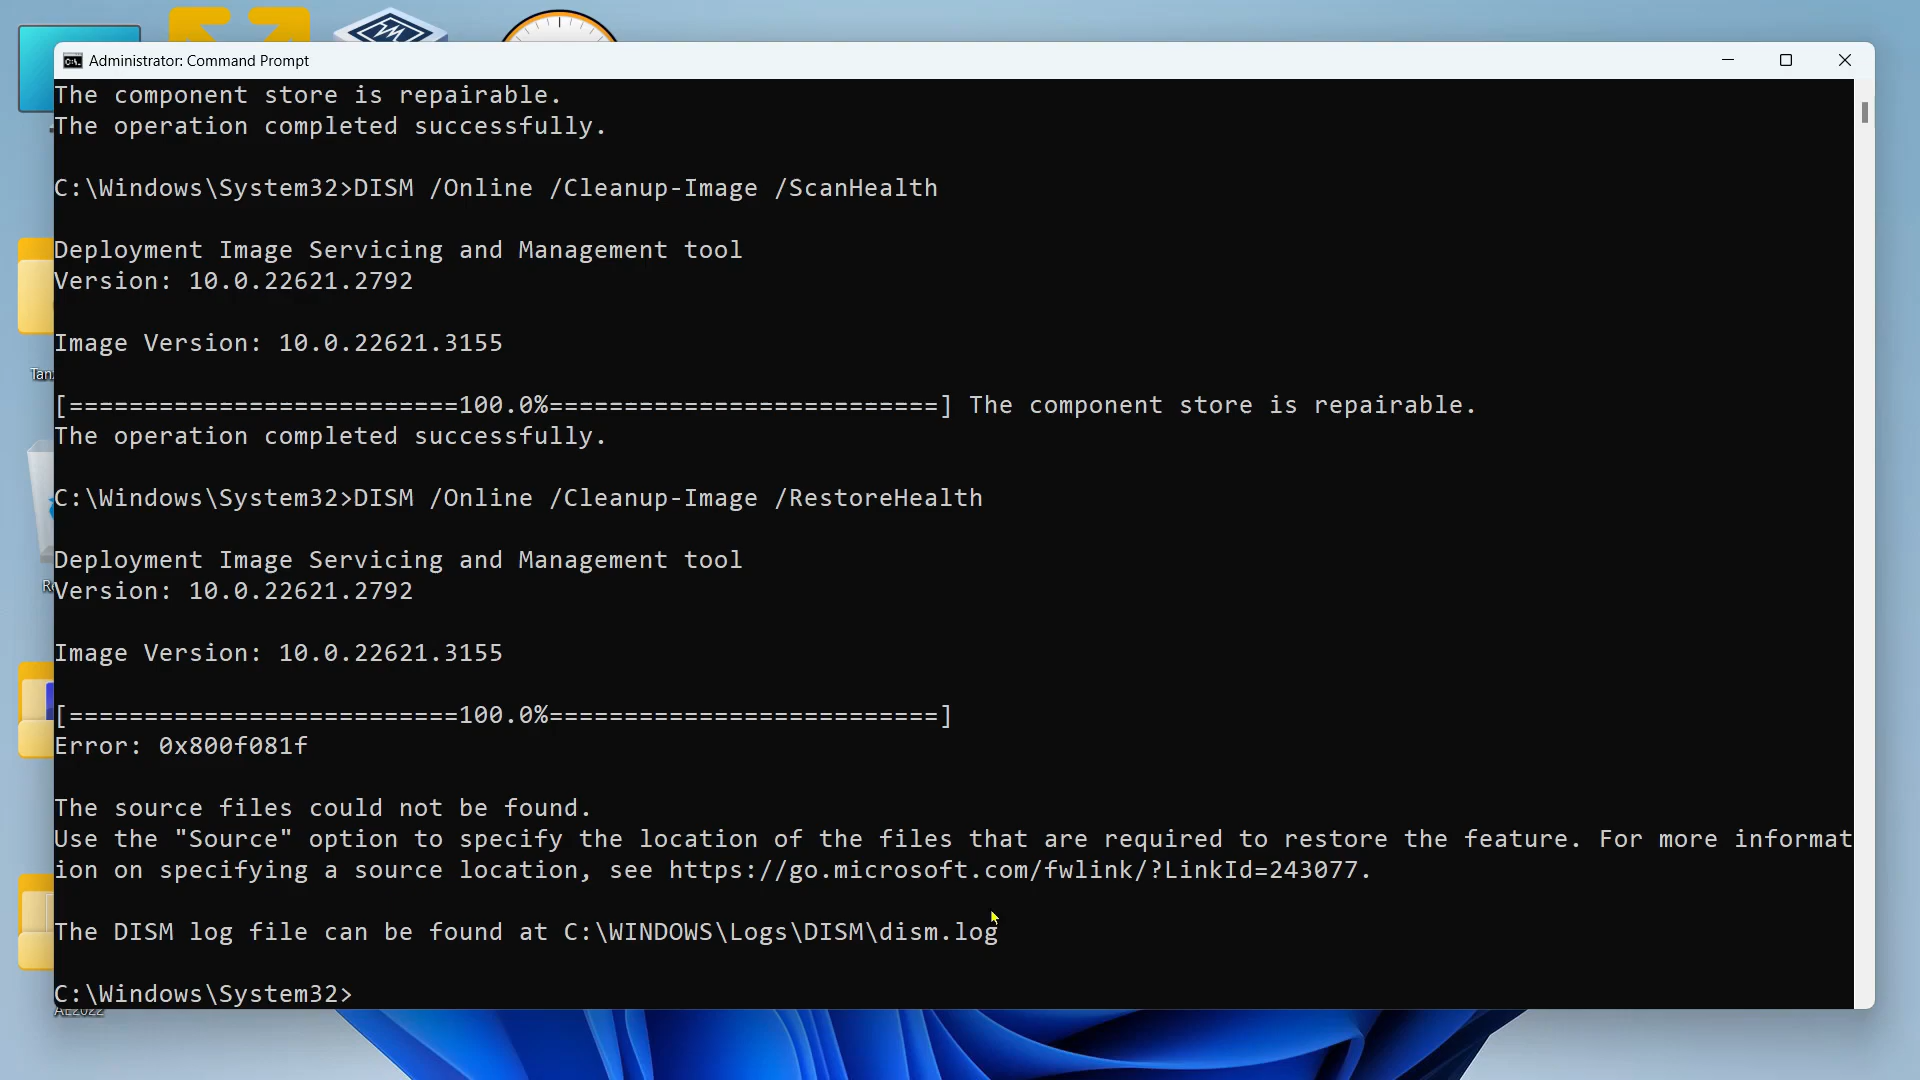 Administrator: Command Prompt
The component store is repairable.
The operation completed successfully.
C:\Windows\System32>DISM /Online /Cleanup-Image /ScanHealth
Deployment Image Servicing and Management tool
Version: 10.0.22621.2792
Image Version: 10.0.22621.3155
[==========================100.0%==========================] The component store is repairable.
The operation completed successfully.
C:\Windows\System32>DISM /Online /Cleanup-Image /RestoreHealth
Deployment Image Servicing and Management tool
Version: 10.0.22621.2792
Image Version: 10.0.22621.3155
[==========================100.0%==========================]
Error: 0x800f081f
The source files could not be found.
Use the "Source" option to specify the location of the files that are required to restore the feature. For more informat
ion on specifying a source location, see https://go.microsoft.com/fwlink/?LinkId=243077.
The DISM log file can be found at C:\WINDOWS\Logs\DISM\dism.log
C:\Windows\System32>